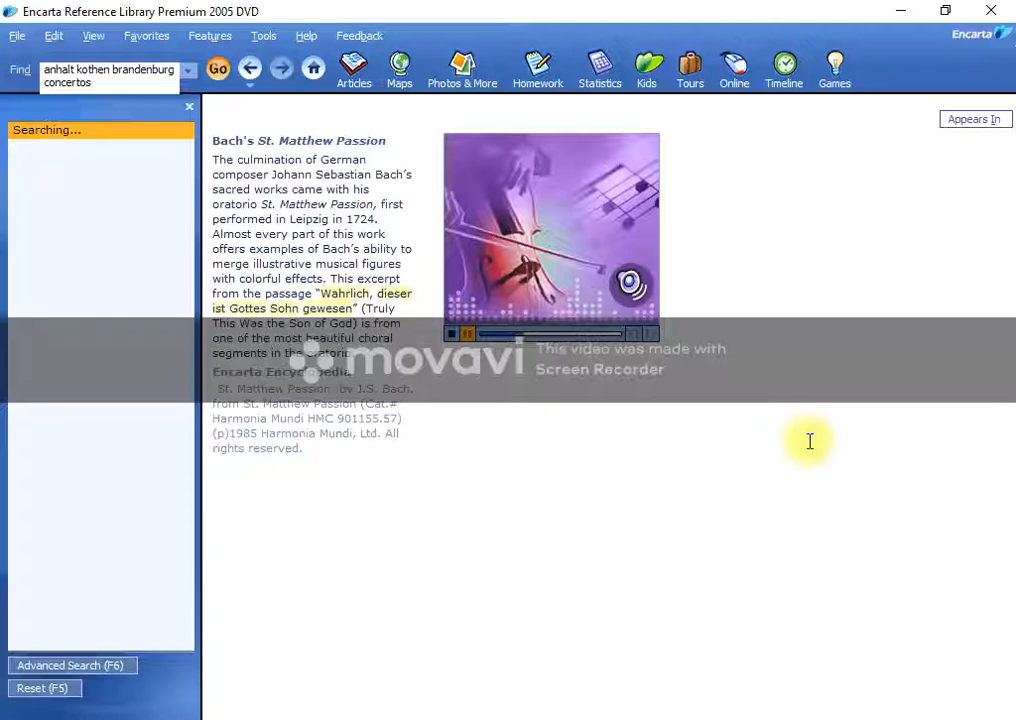 Encarta Reference Library Premium 2005 DVD
File Edit View Favorites Features Tools Help Feedback
Encarta
Find
anhalt kothen brandenburg
concertos
Go
Articles Maps Photos & More Homework Statistics Kids Tours Online Timeline Games
Searching...
Appears In
Bach's St. Matthew Passion
The culmination of German
composer Johann Sebastian Bach's
sacred works came with his
oratorio St. Matthew Passion, first
performed in Leipzig in 1724.
Almost every part of this work
offers examples of Bach's ability to
merge illustrative musical figures
with colorful effects. This excerpt
from the passage "Wahrlich, dieser
ist Gottes Sohn gewesen" (Truly
This Was the Son of God) is from
one of the most beautiful choral
segments in the oratorio.
Encarta Encyclopedia
"St. Matthew Passion" by J.S. Bach,
from St. Matthew Passion (Cat.#
Harmonia Mundi HMC 901155.57)
(p)1985 Harmonia Mundi, Ltd. All
rights reserved.
movavi
This video was made with
Screen Recorder
Advanced Search (F6)
Reset (F5)